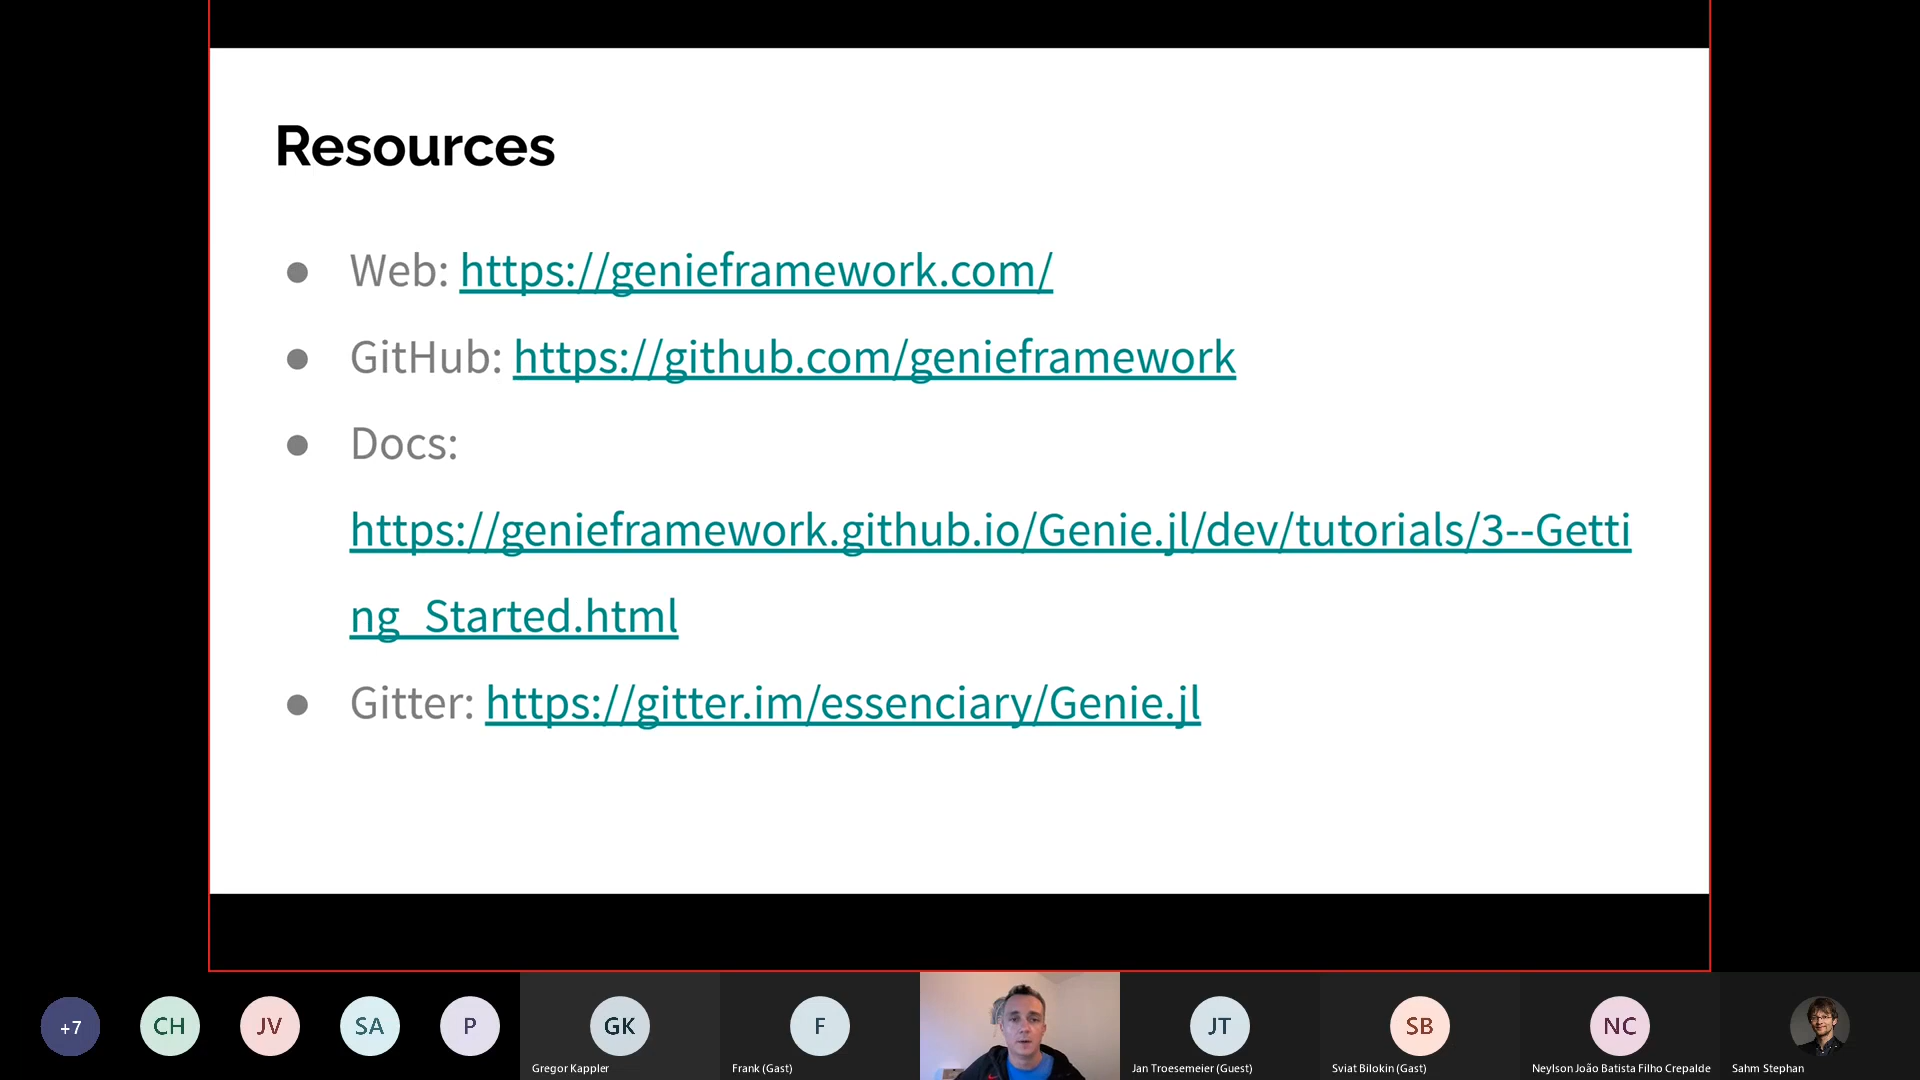 Resources
● Web: https://genieframework.com/
● GitHub: https://github.com/genieframework
● Docs:
https://genieframework.github.io/Genie.jl/dev/tutorials/3--Getti
ng_Started.html
● Gitter: https://gitter.im/essenciary/Genie.jl
+7
CH
JV
SA
P
GK
F
JT
SB
NC
Gregor Kappler
Frank (Gast)
Jan Troesemeier (Guest)
Sviat Bilokin (Gast)
Neylson João Batista Filho Crepalde
Sahm Stephan